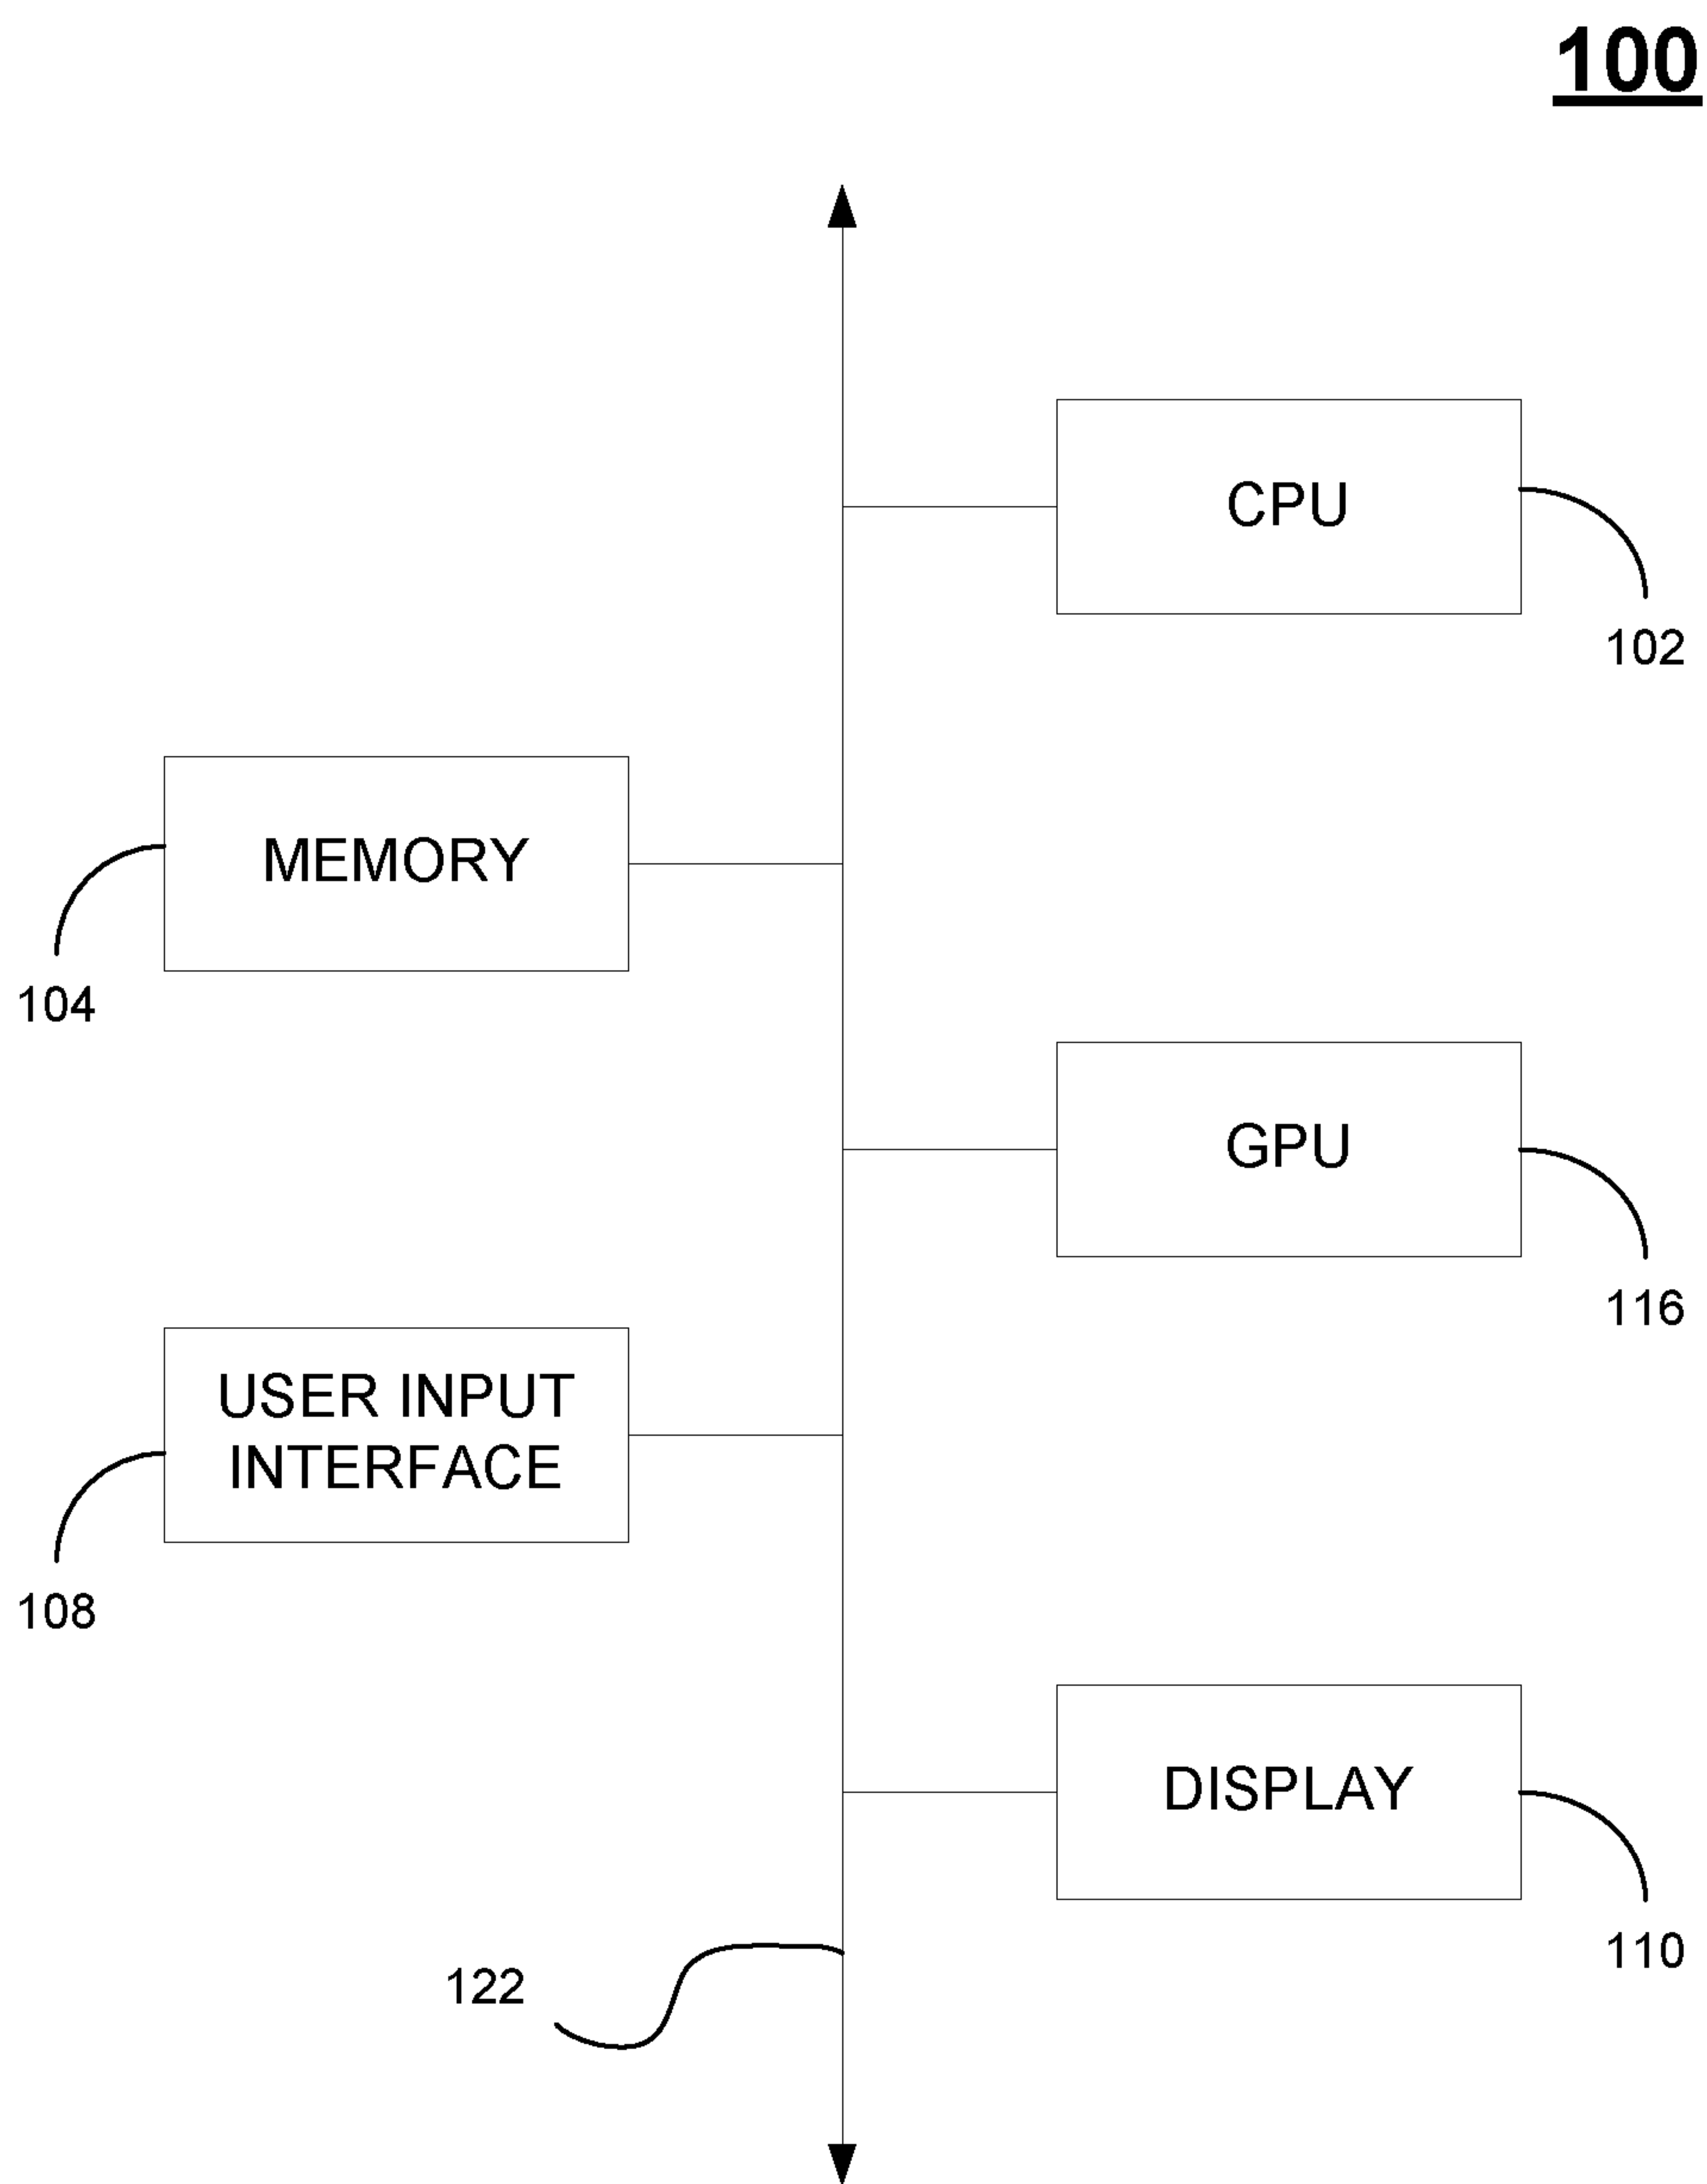 100
CPU
102
MEMORY
104
GPU
116
USER INPUT
INTERFACE
108
DISPLAY
110
122